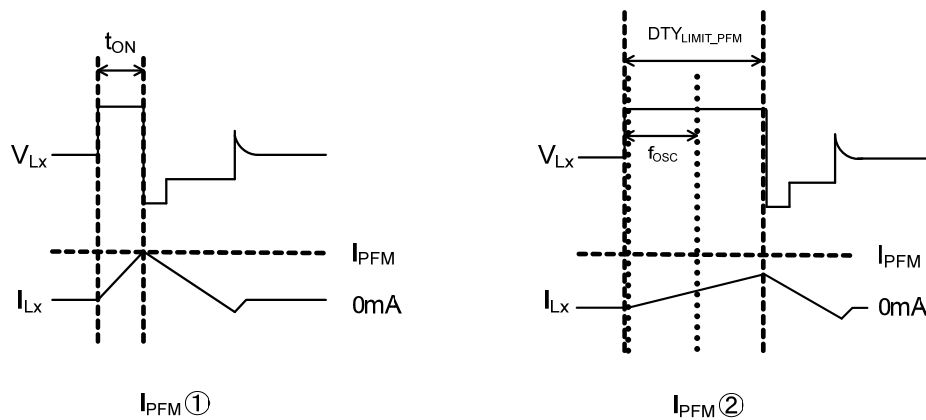 tON
VLx
IPFM
ILx
0mA
IPFM①
DTYLIMIT_PFM
VLx
fOSC
IPFM
ILx
0mA
IPFM②